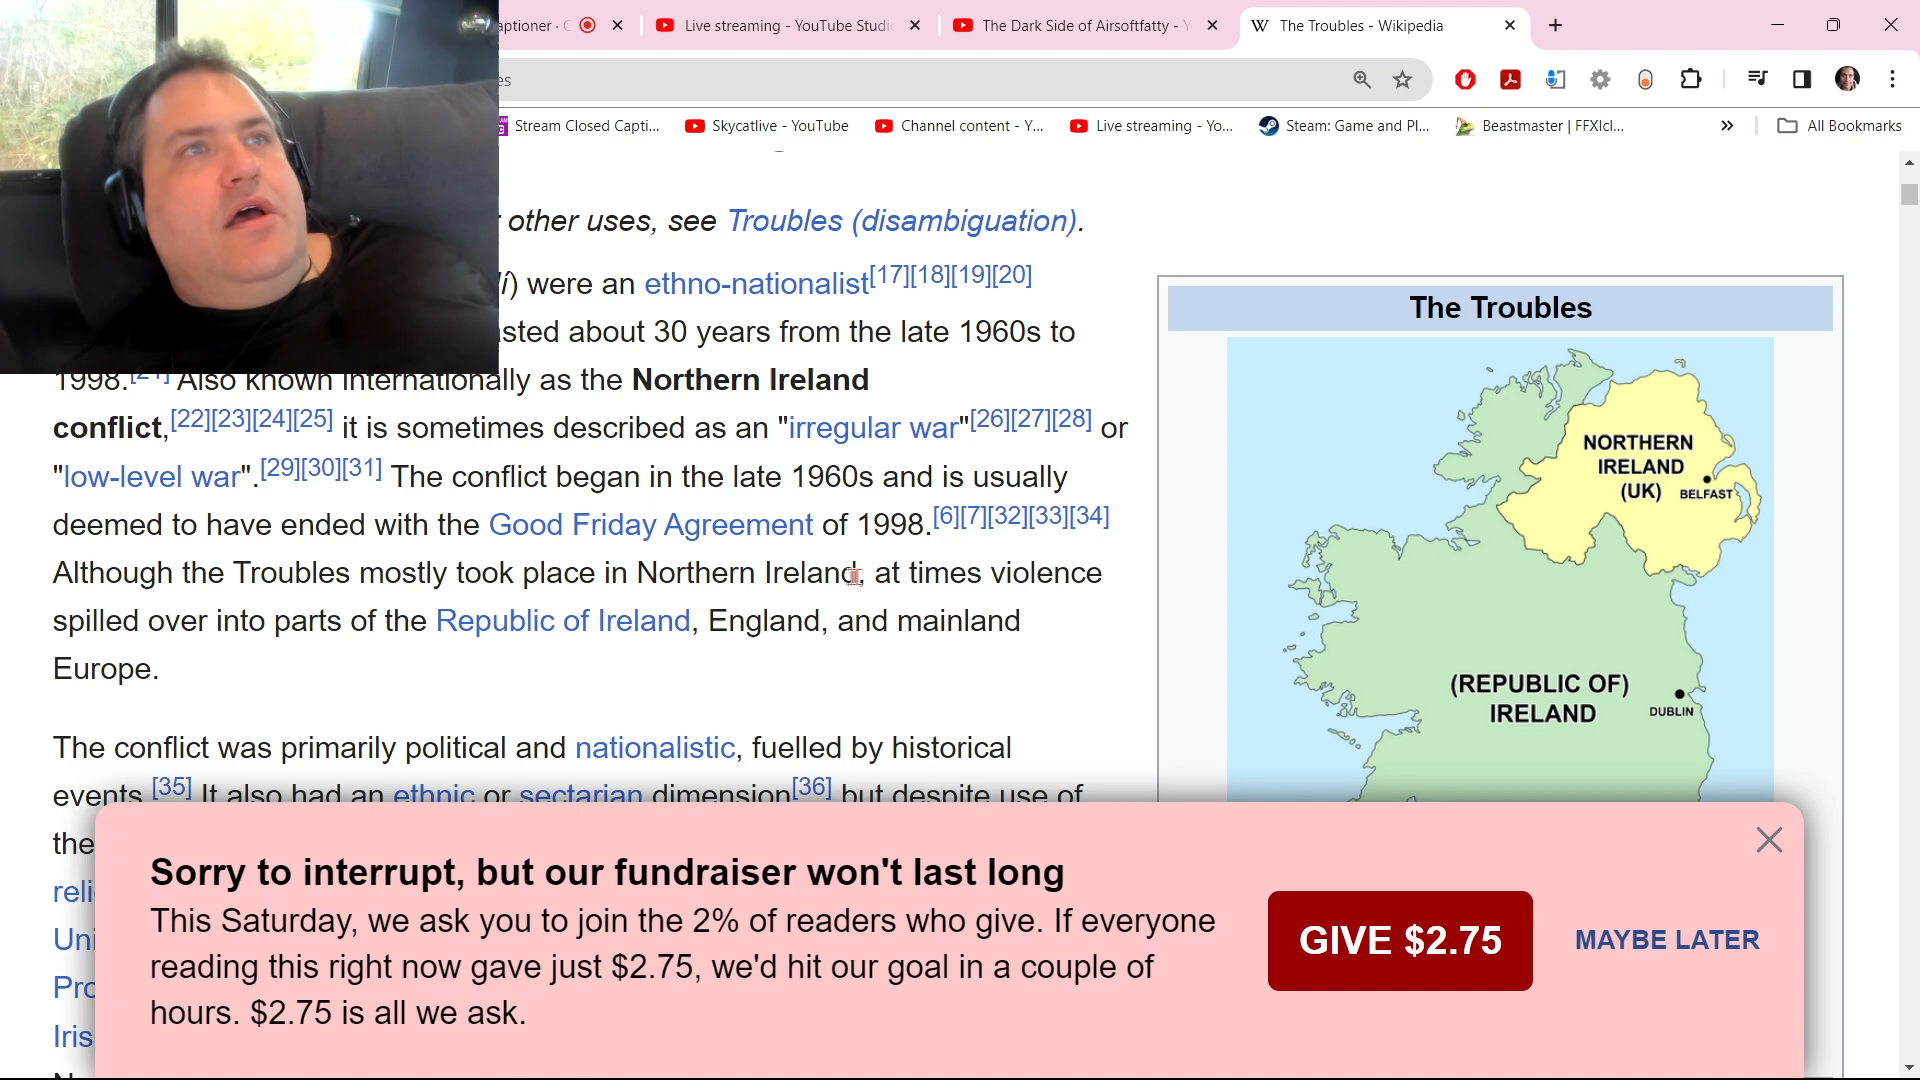 aptioner · C
Live streaming - YouTube Studi
The Dark Side of Airsoftfatty - Y
The Troubles - Wikipedia
es
Stream Closed Capti...
Skycatlive - YouTube
Channel content - Y...
Live streaming - Yo...
Steam: Game and Pl...
Beastmaster | FFXIcl...
»
All Bookmarks
other uses, see Troubles (disambiguation).
í) were an ethno-nationalist[17][18][19][20]
sted about 30 years from the late 1960s to
1998.[21] Also known internationally as the Northern Ireland
conflict,[22][23][24][25] it is sometimes described as an "irregular war"[26][27][28] or
"low-level war".[29][30][31] The conflict began in the late 1960s and is usually
deemed to have ended with the Good Friday Agreement of 1998.[6][7][32][33][34]
Although the Troubles mostly took place in Northern Ireland, at times violence
spilled over into parts of the Republic of Ireland, England, and mainland
Europe.
The conflict was primarily political and nationalistic, fuelled by historical
events.[35] It also had an ethnic or sectarian dimension[36] but despite use of
the
reli
Uni
Pro
Iris
The Troubles
NORTHERN
IRELAND
(UK)
BELFAST
(REPUBLIC OF)
IRELAND
DUBLIN
Sorry to interrupt, but our fundraiser won't last long
This Saturday, we ask you to join the 2% of readers who give. If everyone
reading this right now gave just $2.75, we'd hit our goal in a couple of
hours. $2.75 is all we ask.
GIVE $2.75
MAYBE LATER